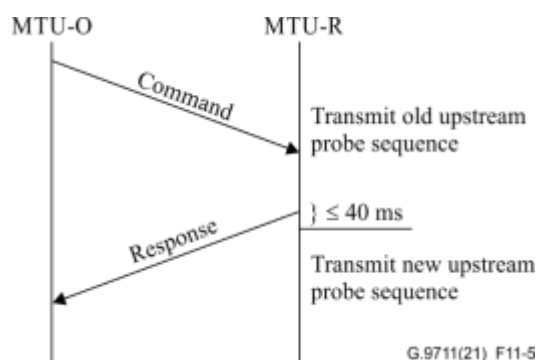 MTU-O
MTU-R
Command
Transmit old upstream
probe sequence
} ≤ 40 ms
Response
Transmit new upstream
probe sequence
G.9711(21)_F11-5